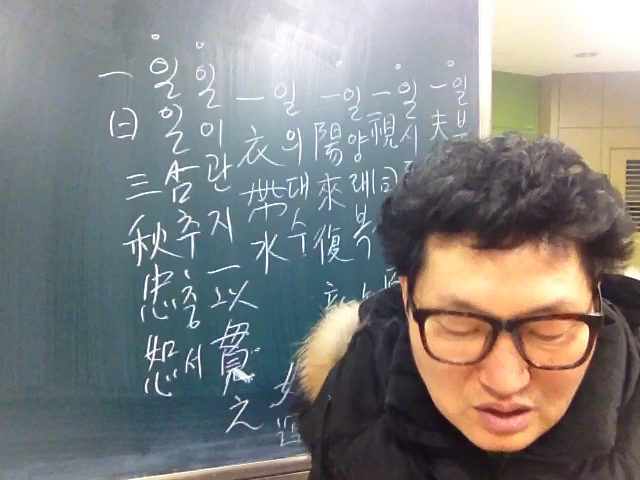 일
一夫
일시
一視
일양래복
一陽來復
일의대수
一衣帶水
일이관지
一以貫之
일일삼추
一日三秋
충서
忠恕